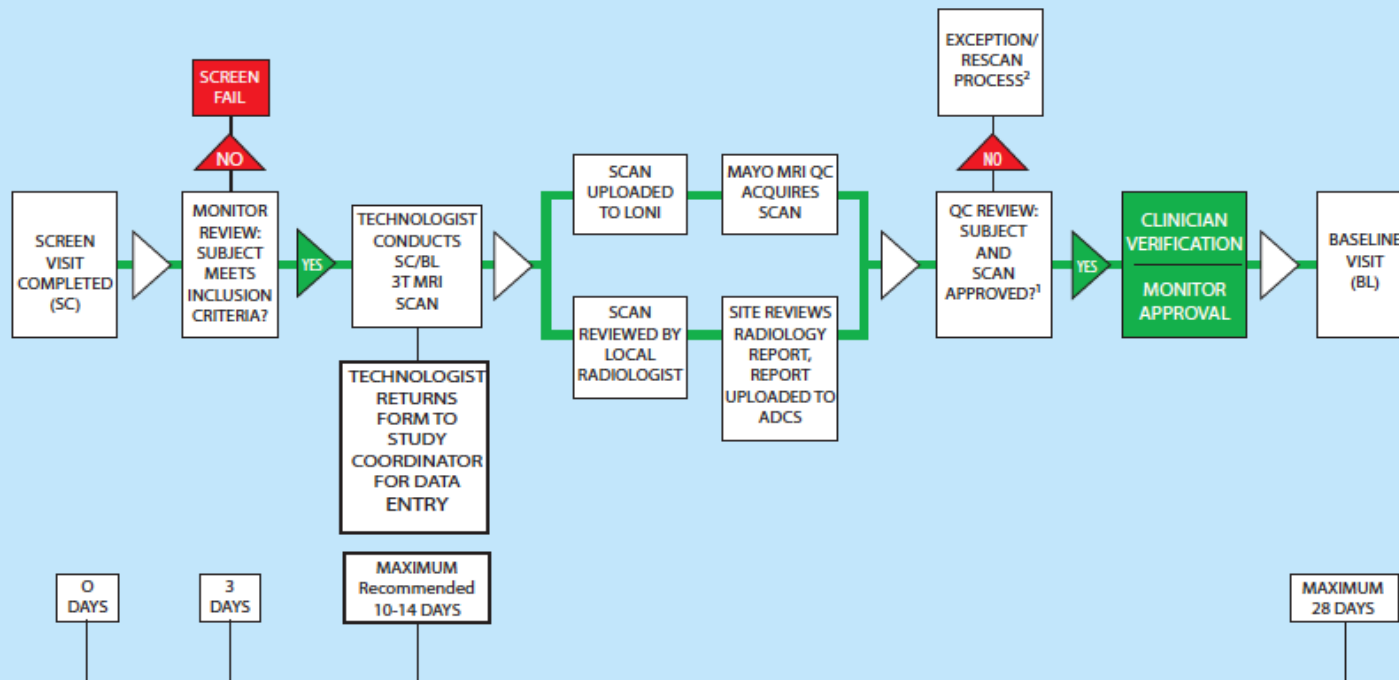 SCREEN
VISIT
COMPLETED
(SC)
SCREEN
FAIL
NO
MONITOR
REVIEW:
SUBJECT
MEETS
INCLUSION
CRITERIA?
YES
TECHNOLOGIST
CONDUCTS
SC/BL
3T MRI
SCAN
TECHNOLOGIST
RETURNS
FORM TO
STUDY
COORDINATOR
FOR DATA
ENTRY
SCAN
UPLOADED
TO LONI
MAYO MRI QC
ACQUIRES
SCAN
SCAN
REVIEWED BY
LOCAL
RADIOLOGIST
SITE REVIEWS
RADIOLOGY
REPORT,
REPORT
UPLOADED TO
ADCS
EXCEPTION/
RESCAN
PROCESS²
NO
QC REVIEW:
SUBJECT
AND
SCAN
APPROVED?¹
YES
CLINICIAN
VERIFICATION
MONITOR
APPROVAL
BASELINE
VISIT
(BL)
O
DAYS
3
DAYS
MAXIMUM
Recommended
10-14 DAYS
MAXIMUM
28 DAYS